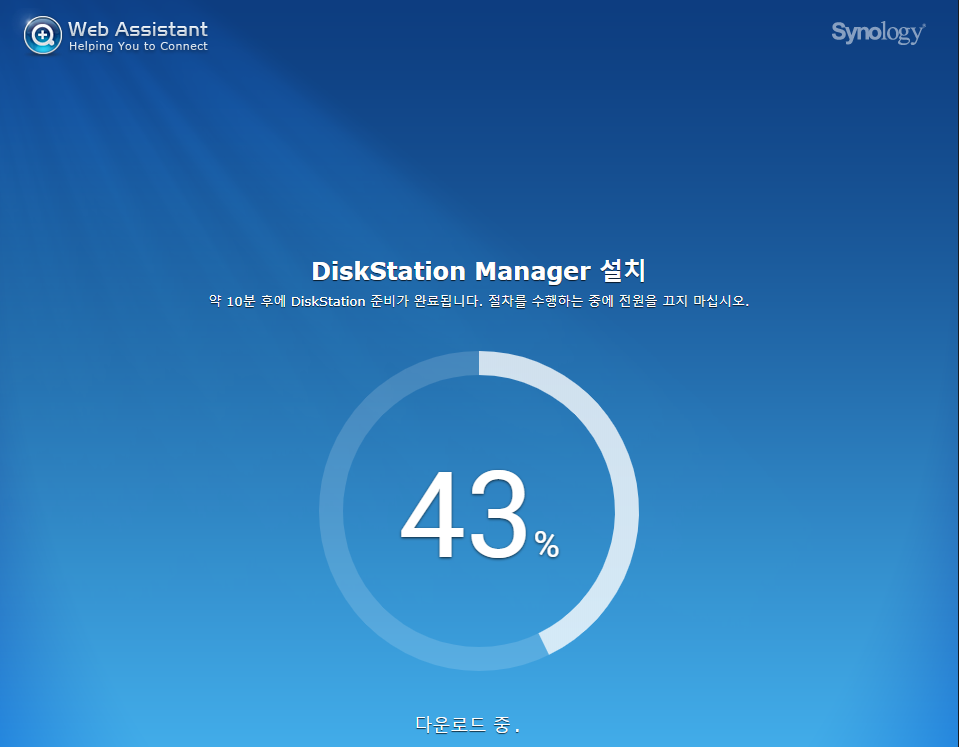 Web Assistant
Helping You to Connect
Synology
DiskStation Manager 설치
약 10분 후에 DiskStation 준비가 완료됩니다. 절차를 수행하는 중에 전원을 끄지 마십시오.
43%
다운로드 중.